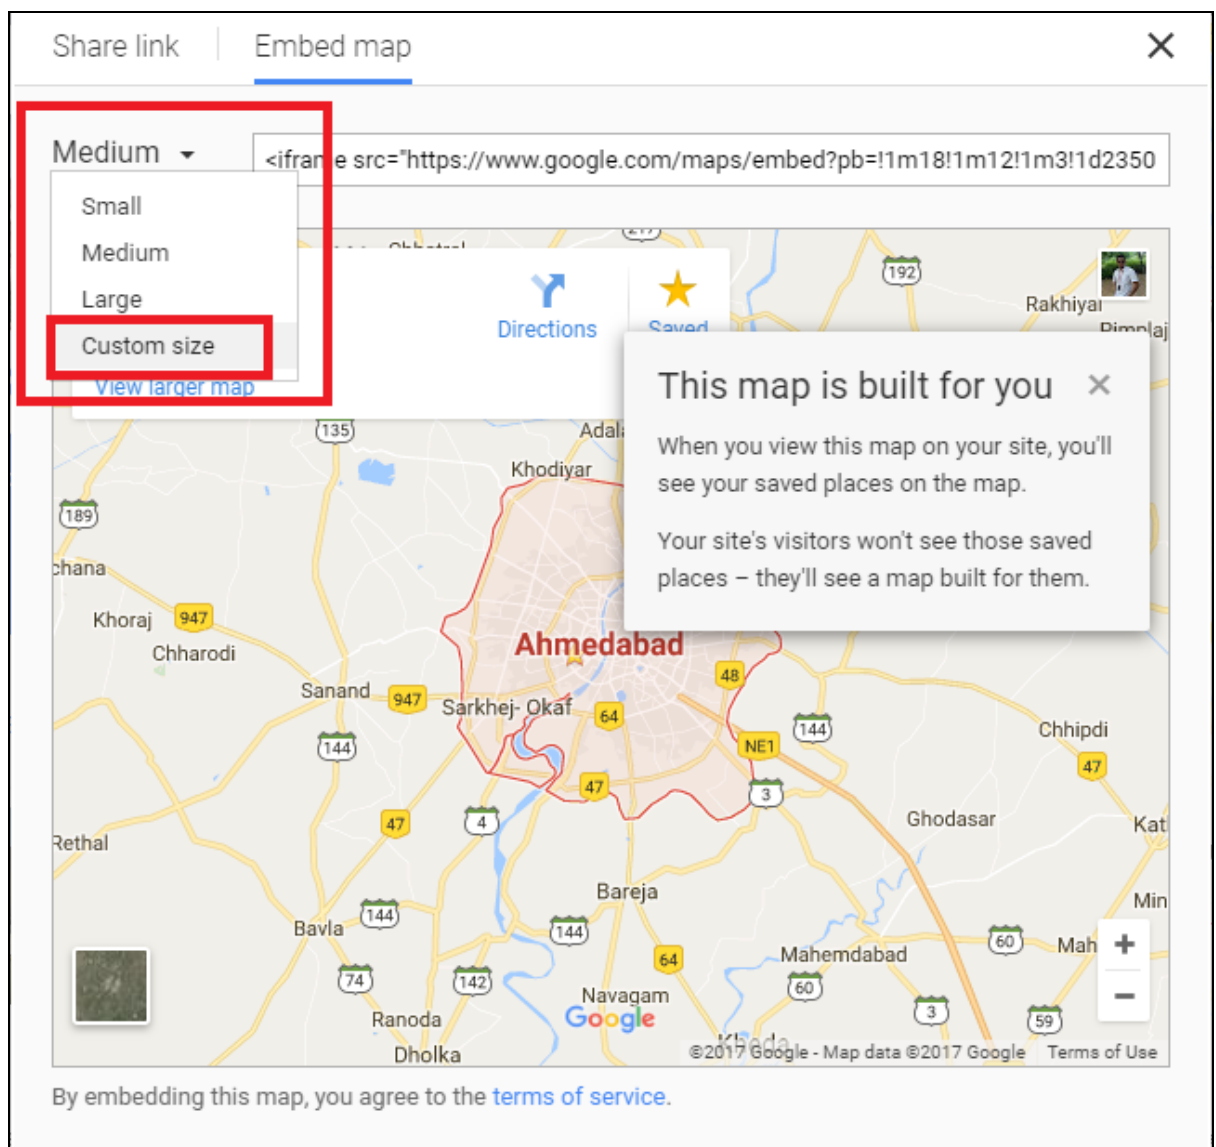 Share link
Embed map
Medium
<iframe src="https://www.google.com/maps/embed?pb=!1m18!1m12!1m3!1d2350
Small
Medium
Large
Custom size
View larger map
Directions
Saved
192
Rakhiyal
This map is built for you
When you view this map on your site, you'll
see your saved places on the map.
Your site's visitors won't see those saved
places – they'll see a map built for them.
135
Khodiyar
189
Khoraj
947
Chharodi
Ahmedabad
Sanand
947
Sarkhej- Okaf
64
48
144
NE1
144
Chhipdi
47
47
3
47
4
Ghodasar
Rethal
Bareja
Bavla
144
144
64
Mahemdabad
60
74
142
Navagam
60
3
59
Ranoda
Google
Dholka
Kheda
©2017 Google - Map data ©2017 Google
Terms of Use
By embedding this map, you agree to the terms of service.